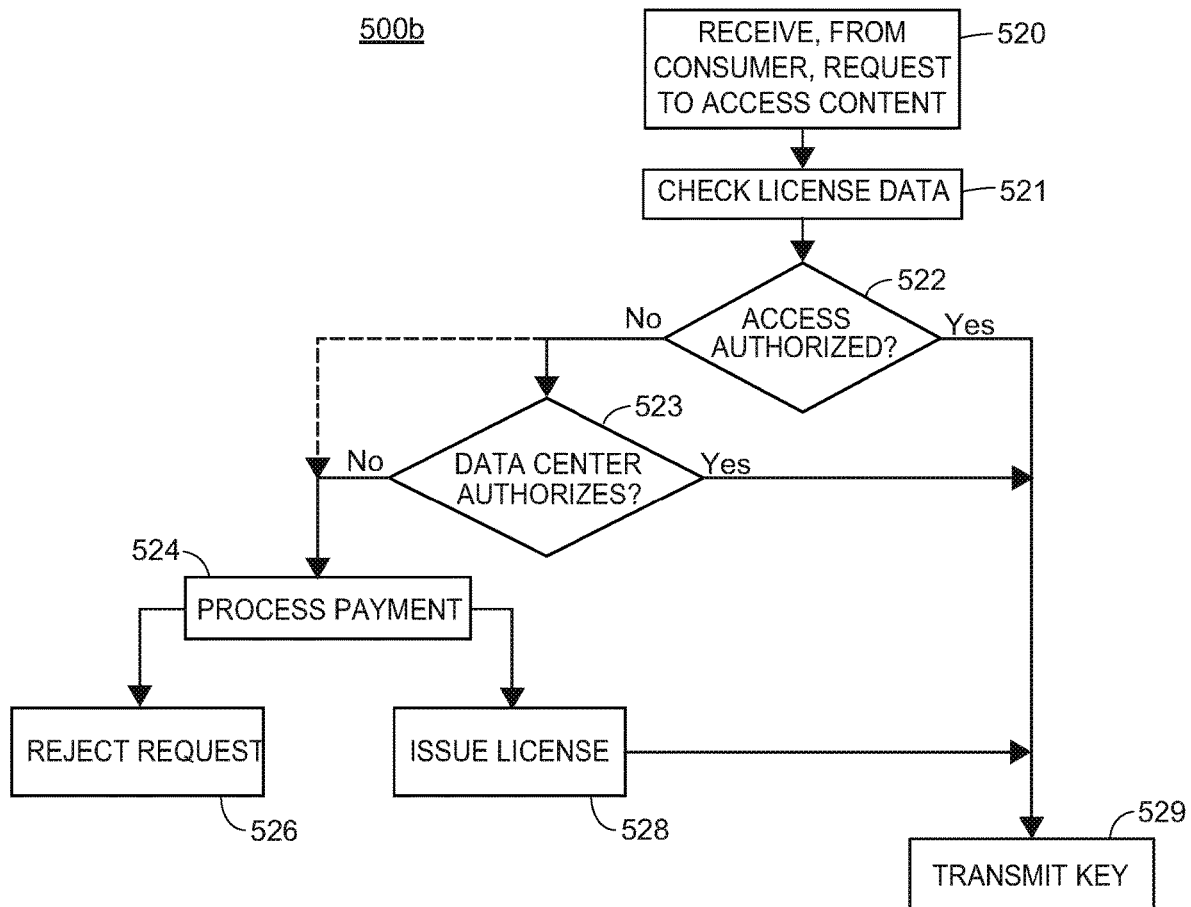 500b
RECEIVE, FROM
CONSUMER, REQUEST
TO ACCESS CONTENT
520
CHECK LICENSE DATA
521
522
No
ACCESS
AUTHORIZED?
Yes
523
No
DATA CENTER
AUTHORIZES?
Yes
524
PROCESS PAYMENT
REJECT REQUEST
ISSUE LICENSE
526
528
529
TRANSMIT KEY